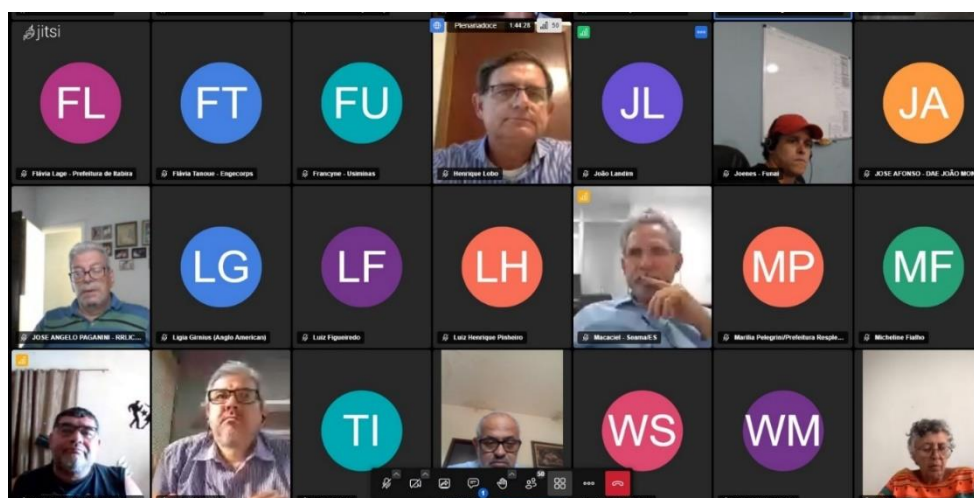 jitsi
Plenariadoce 1:44:28 50
FL
FT
FU
JL
JA
Flávia Lage - Prefeitura de Itabira
Flávia Tanoue - Engecorps
Francyne - Usiminas
Henrique Lobo
João Landim
Joenes - Funai
JOSE AFONSO - DAE JOÃO MON
LG
LF
LH
MP
MF
JOSE ANGELO PAGANINI - RRLIC...
Ligia Girnius (Anglo American)
Luiz Figueiredo
Luiz Henrique Pinheiro
Macaciel - Seama/ES
Marilia Pelegrini/Prefeitura Resple...
Micheline Fialho
TI
WS
WM
50
1